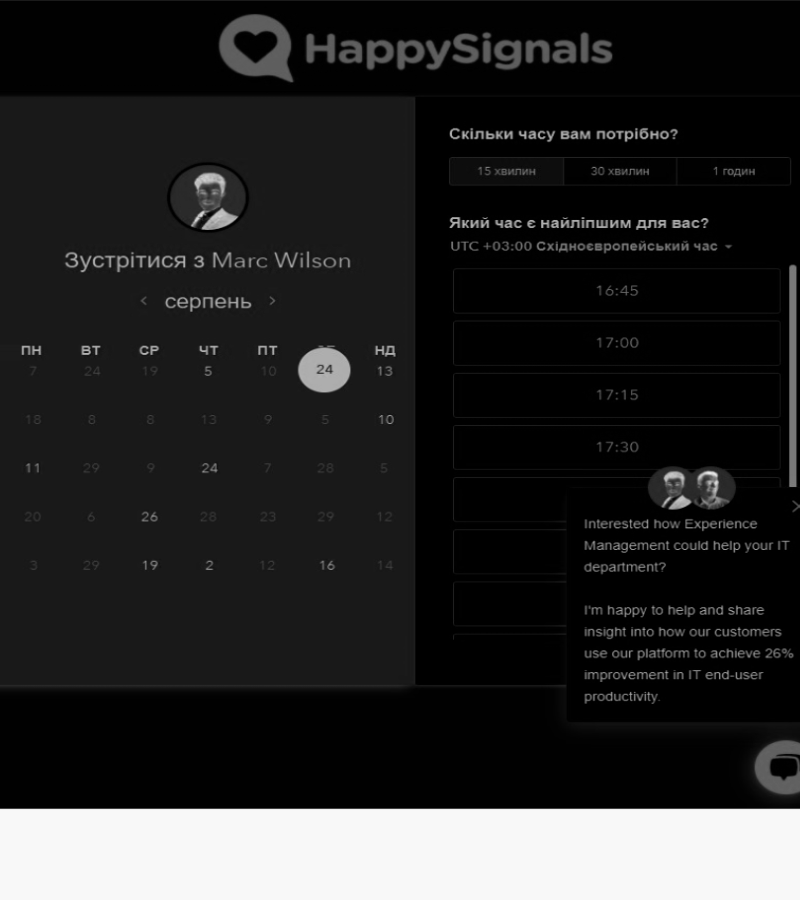 HappySignals
Зустрітися з Marc Wilson
серпень
ПН ВТ СР ЧТ ПТ НД
7 24 19 5 10 24 13
18 8 8 13 9 5 10
11 29 9 24 7 28 5
20 6 26 28 23 29 12
3 29 19 2 12 16 14
Скільки часу вам потрібно?
15 хвилин 30 хвилин 1 годин
Який час є найліпшим для вас?
UTC +03:00 Східноєвропейський час
16:45
17:00
17:15
17:30
Interested how Experience
Management could help your IT
department?
I'm happy to help and share
insight into how our customers
use our platform to achieve 26%
improvement in IT end-user
productivity.